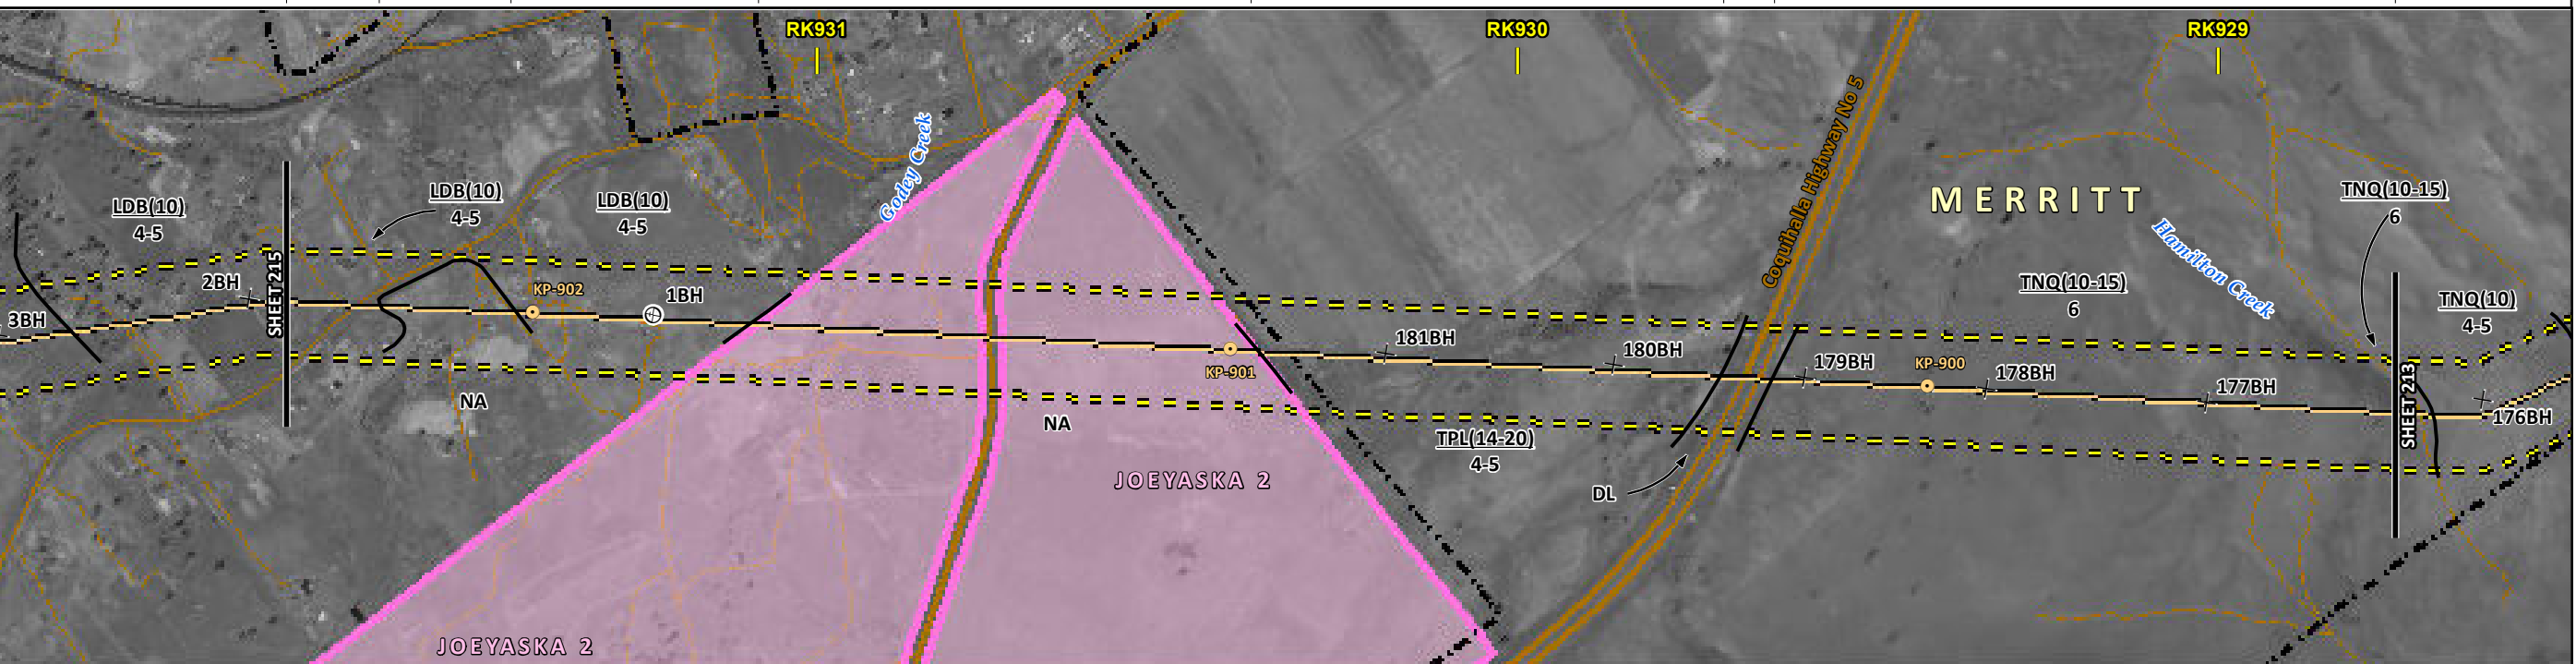 RK931
RK930
RK929
Godey Creek
Coquihalla Highway No 5
MERRITT
Hamilton Creek
LDB(10)
4-5
LDB(10)
4-5
LDB(10)
4-5
TNQ(10-15)
6
TNQ(10-15)
6
TNQ(10)
4-5
3BH
2BH
SHEET 215
KP-902
1BH
KP-901
181BH
180BH
179BH
KP-900
178BH
177BH
SHEET 213
176BH
NA
NA
TPL(14-20)
4-5
DL
JOEYASKA 2
JOEYASKA 2